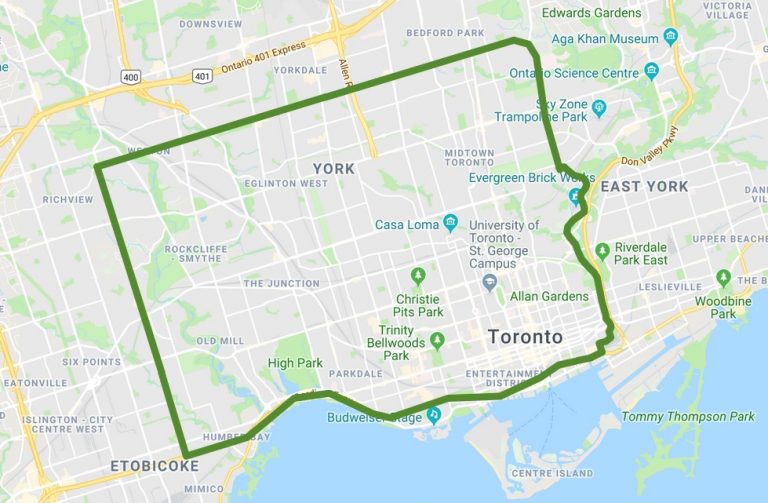 Edwards Gardens
VICTORIA
VILLAGE
DOWNSVIEW
BEDFORD PARK
Aga Khan Museum
Ontario 401 Express
400
401
YORKDALE
Allen R
Ontario Science Centre
Sky Zone
Trampoline Park
WESTON
YORK
MIDTOWN
TORONTO
Don Valley Pkwy
RICHVIEW
EGLINTON WEST
Evergreen Brick Works
EAST YORK
Casa Loma
University of
Toronto -
St. George
Campus
ROCKCLIFFE
- SMYTHE
Riverdale
Park East
UPPER BEACHE
THE JUNCTION
Christie
Pits Park
Allan Gardens
LESLIEVILLE
Woodbine
Park
OLD MILL
Trinity
Bellwoods
Park
Toronto
SIX POINTS
High Park
PARKDALE
ENTERTAINMENT
DISTRICT
EATONVILLE
ISLINGTON - CITY
CENTRE WEST
HUMBER BAY
Budweiser Stage
Tommy Thompson Park
ETOBICOKE
MIMICO
CENTRE ISLAND